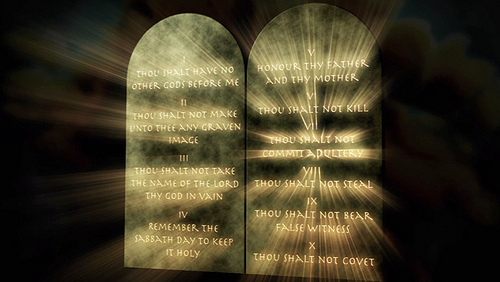 I
THOU SHALT HAVE NO
OTHER GODS BEFORE ME
II
THOU SHALT NOT MAKE
UNTO THEE ANY GRAVEN
IMAGE
III
THOU SHALT NOT TAKE
THE NAME OF THE LORD
THY GOD IN VAIN
IV
REMEMBER THE
SABBATH DAY TO KEEP
IT HOLY
V
HONOUR THY FATHER
AND THY MOTHER
VI
THOU SHALT NOT KILL
VII
THOU SHALT NOT
COMMIT ADULTERY
VIII
THOU SHALT NOT STEAL
IX
THOU SHALT NOT BEAR
FALSE WITNESS
X
THOU SHALT NOT COVET